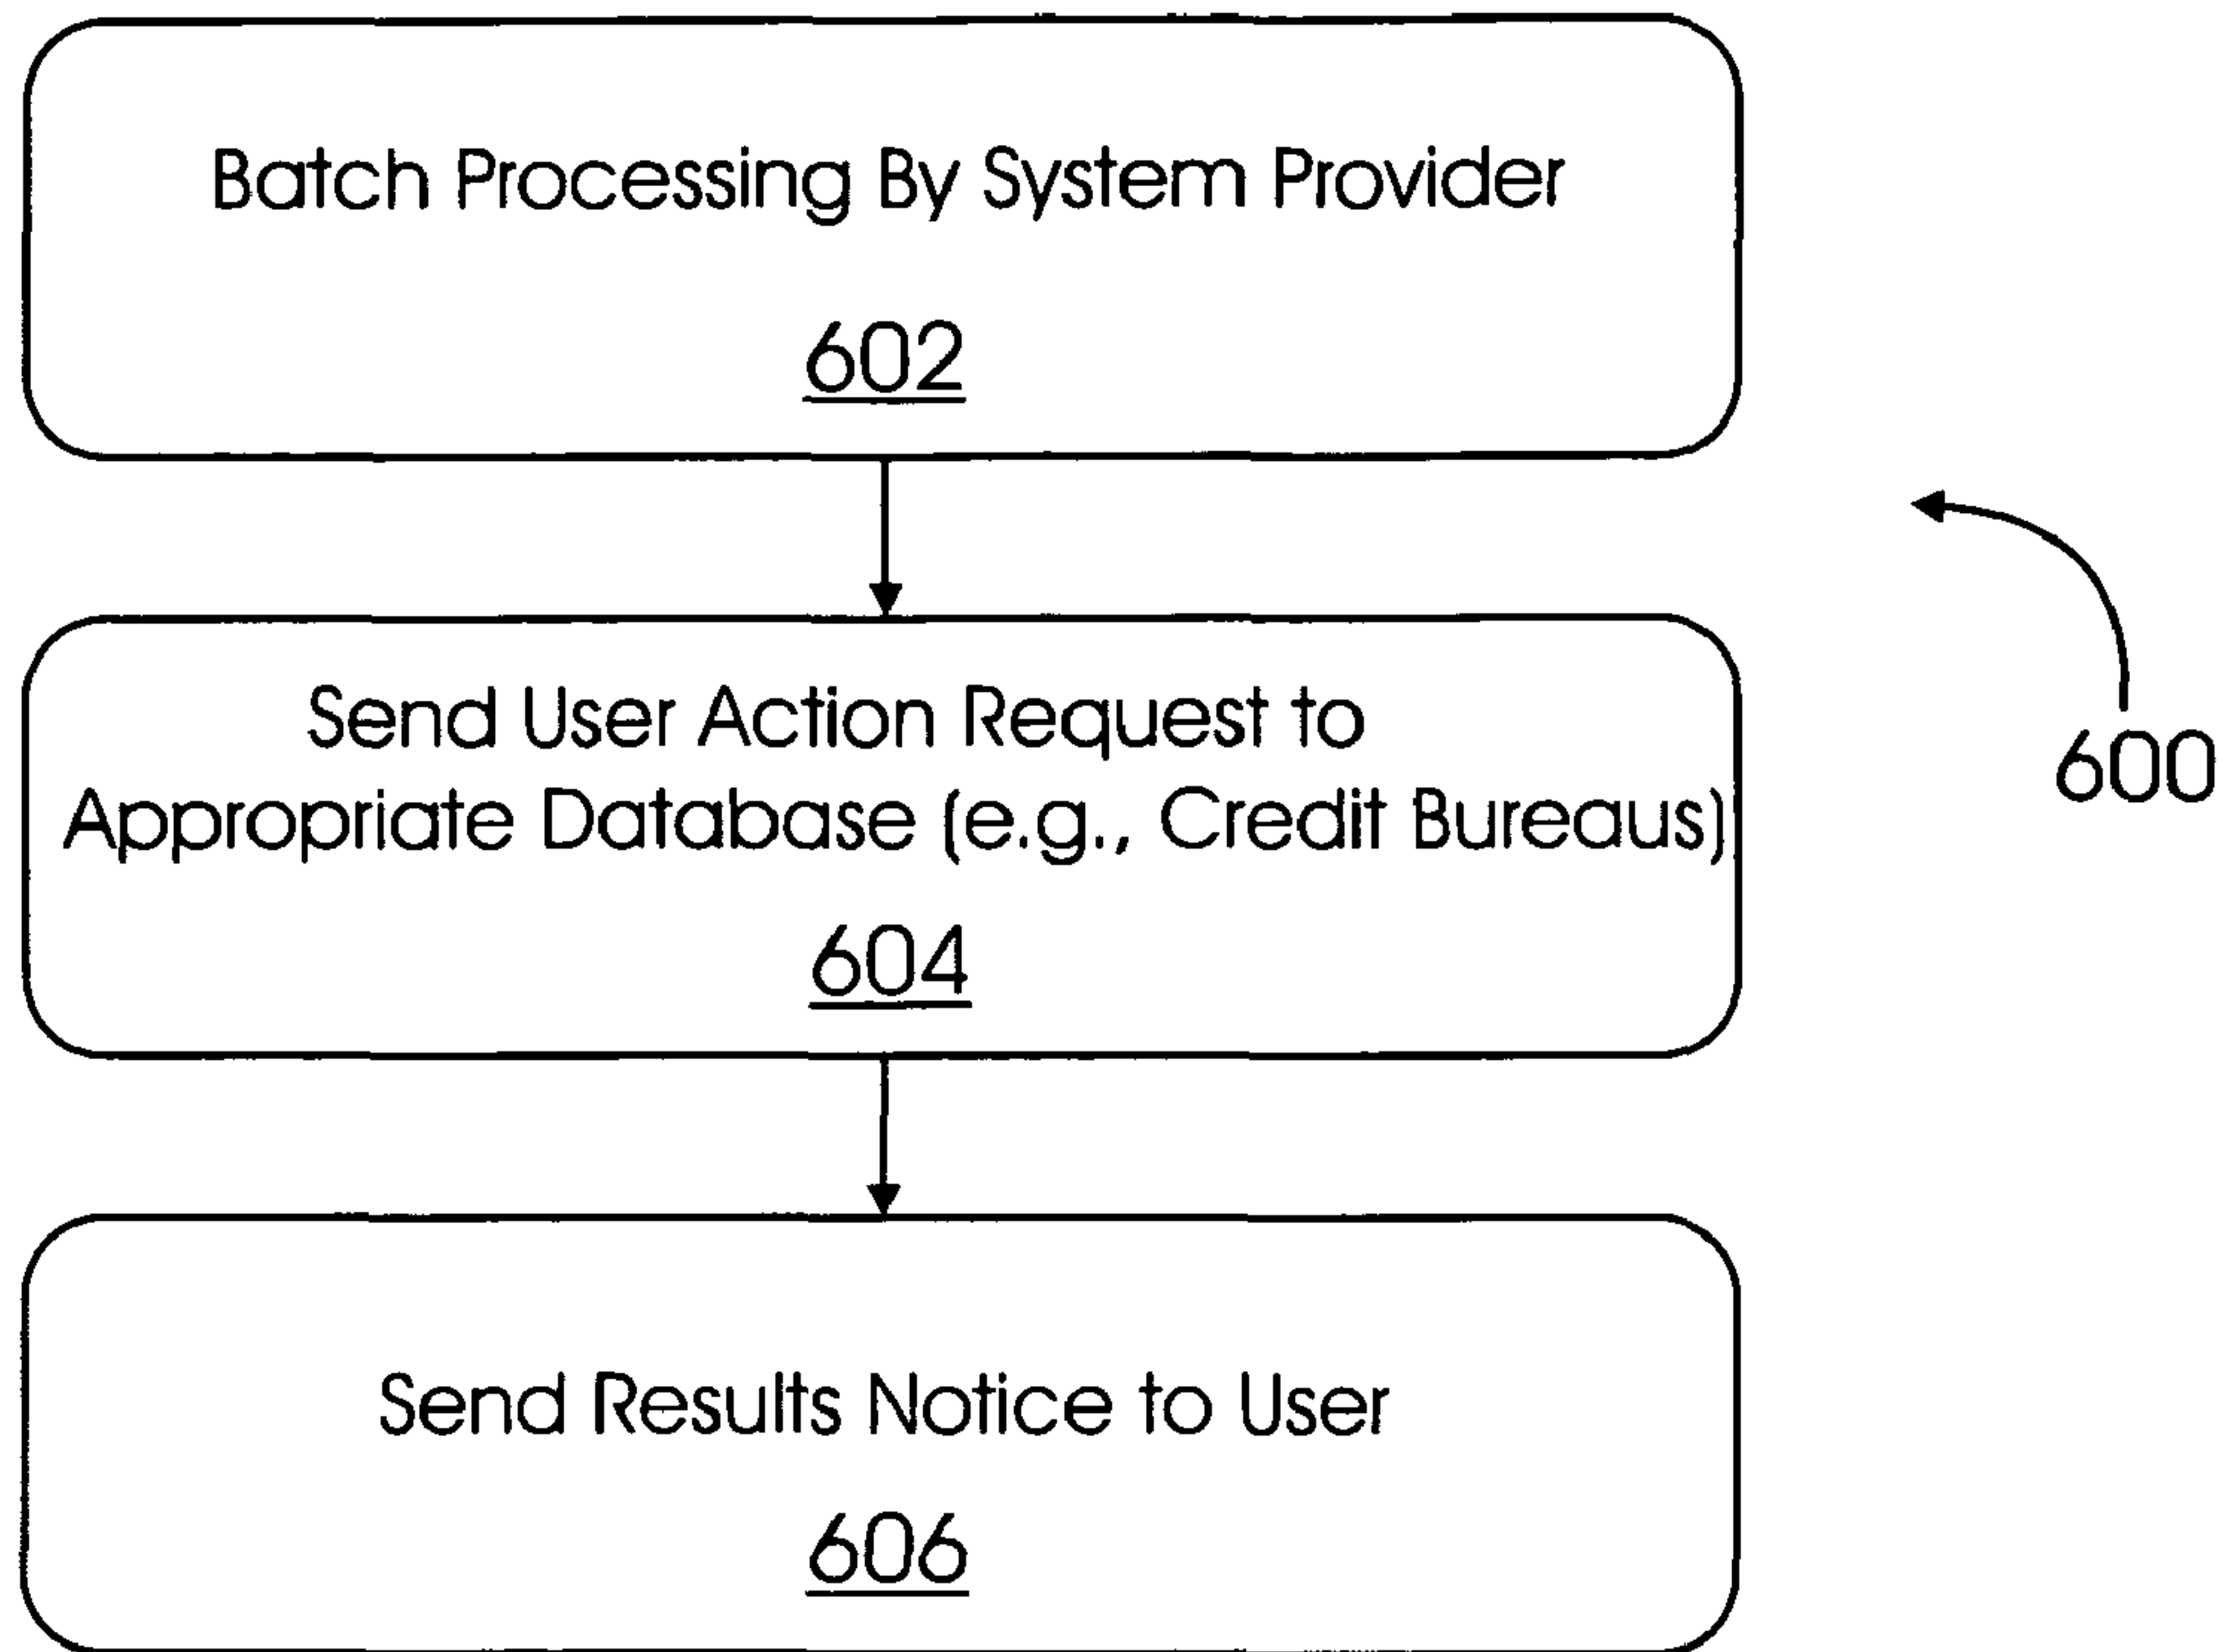 Batch Processing By System Provider
602
Send User Action Request to
Appropriate Database (e.g., Credit Bureaus)
604
600
Send Results Notice to User
606